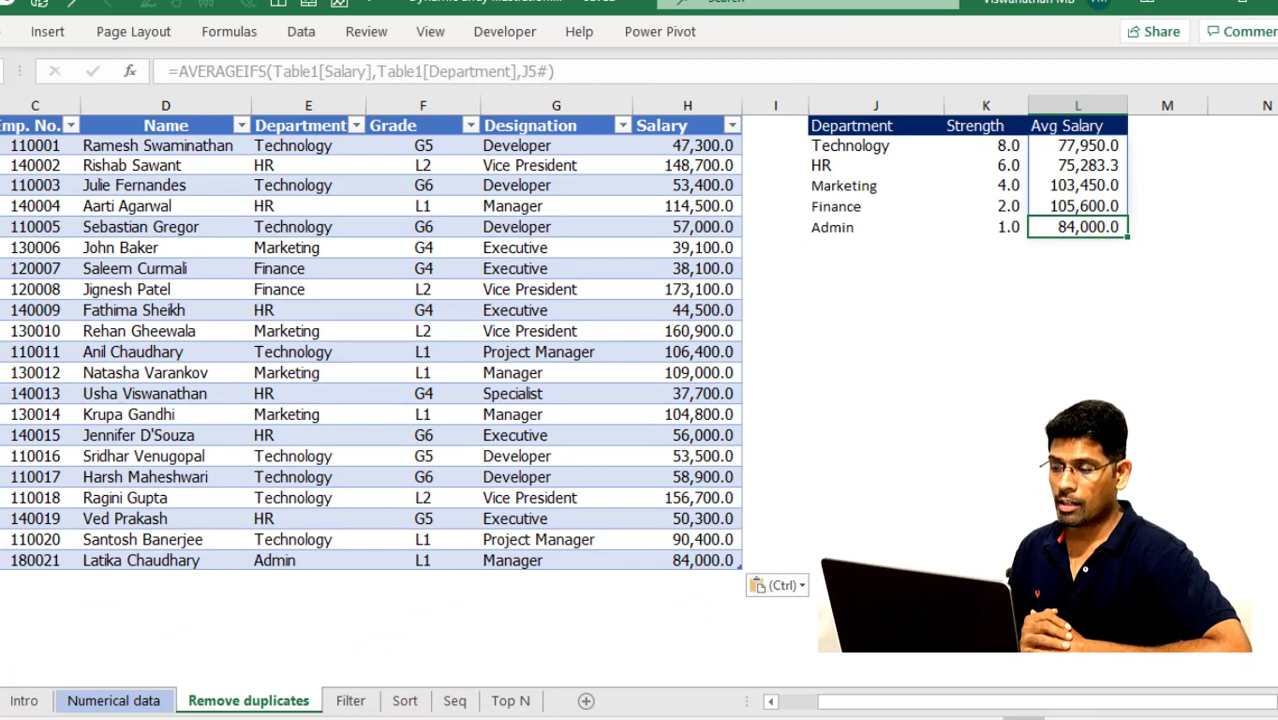 Viswanathan MB
Insert Page Layout Formulas Data Review View Developer Help Power Pivot Share
fx =AVERAGEIFS(Table1[Salary],Table1[Department],J5#)
C D E F G H I J K L M N
Name Department Grade Designation Salary Department Strength Avg Salary
110001 Ramesh Swaminathan Technology G5 Developer 47,300.0 Technology 8.0 77,950.0
140002 Rishab Sawant HR L2 Vice President 148,700.0 HR 6.0 75,283.3
110003 Julie Fernandes Technology G6 Developer 53,400.0 Marketing 4.0 103,450.0
140004 Aarti Agarwal HR L1 Manager 114,500.0 Finance 2.0 105,600.0
110005 Sebastian Gregor Technology G6 Developer 57,000.0 Admin 1.0 84,000.0
130006 John Baker Marketing G4 Executive 39,100.0
120007 Saleem Curmali Finance G4 Executive 38,100.0
120008 Jignesh Patel Finance L2 Vice President 173,100.0
140009 Fathima Sheikh HR G4 Executive 44,500.0
130010 Rehan Gheewala Marketing L2 Vice President 160,900.0
110011 Anil Chaudhary Technology L1 Project Manager 106,400.0
130012 Natasha Varankov Marketing L1 Manager 109,000.0
140013 Usha Viswanathan HR G4 Specialist 37,700.0
130014 Krupa Gandhi Marketing L1 Manager 104,800.0
140015 Jennifer D'Souza HR G6 Executive 56,000.0
110016 Sridhar Venugopal Technology G5 Developer 53,500.0
110017 Harsh Maheshwari Technology G6 Developer 58,900.0
110018 Ragini Gupta Technology L2 Vice President 156,700.0
140019 Ved Prakash HR G5 Executive 50,300.0
110020 Santosh Banerjee Technology L1 Project Manager 90,400.0
180021 Latika Chaudhary Admin L1 Manager 84,000.0
(Ctrl)
Intro Numerical data Remove duplicates Filter Sort Seq Top N